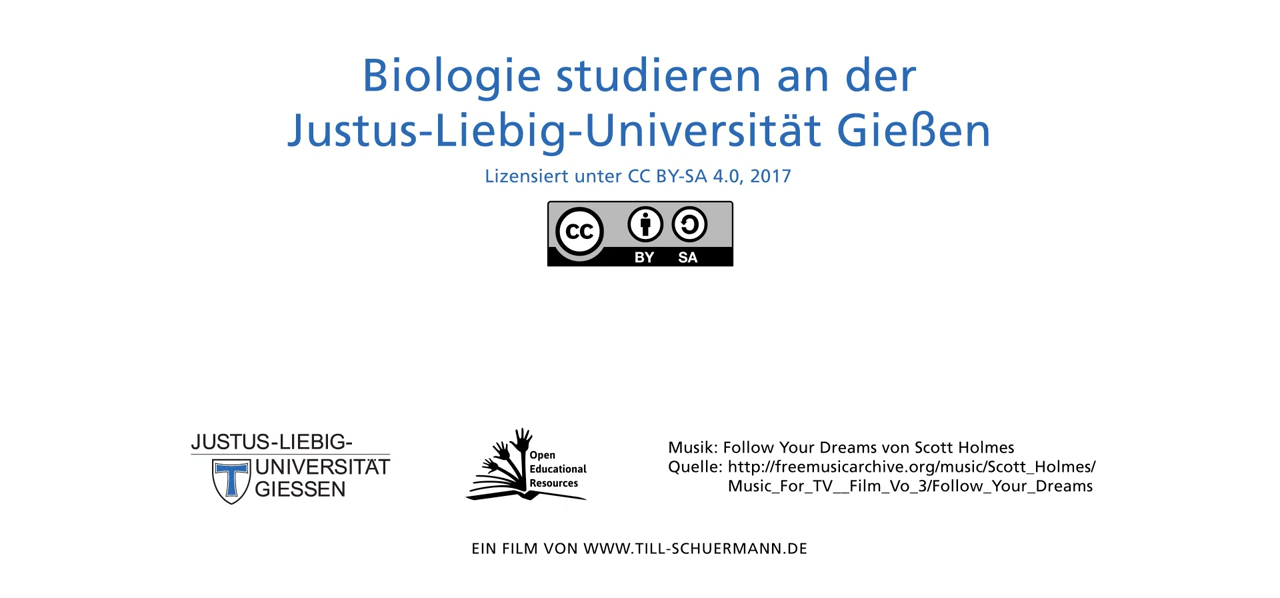 Biologie studieren an der
Justus-Liebig-Universität Gießen
Lizensiert unter CC BY-SA 4.0, 2017
cc
BY SA
JUSTUS-LIEBIG-
UNIVERSITÄT
GIESSEN
Open
Educational
Resources
Musik: Follow Your Dreams von Scott Holmes
Quelle: http://freemusicarchive.org/music/Scott_Holmes/
Music_For_TV__Film_Vo_3/Follow_Your_Dreams
EIN FILM VON WWW.TILL-SCHUERMANN.DE